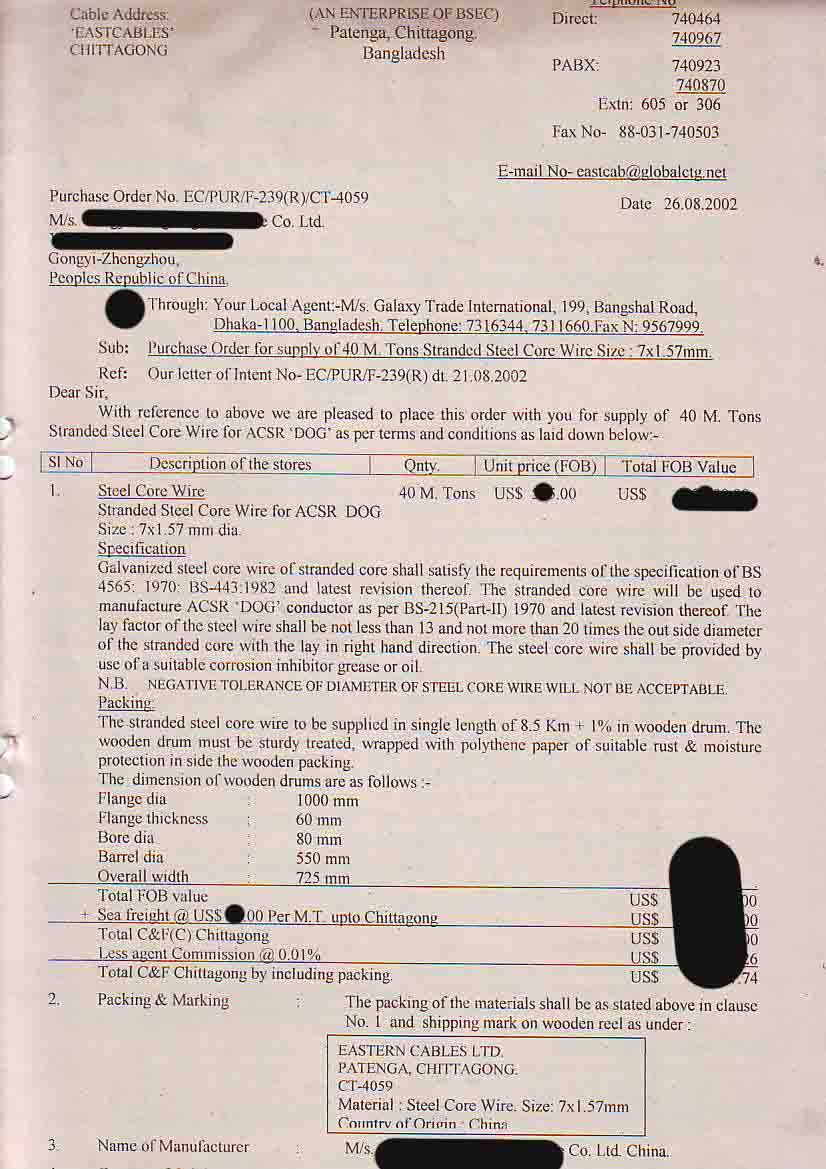 Telphone No
Cable Address:
'EASTCABLES'
CHITTAGONG
(AN ENTERPRISE OF BSEC)
Patenga, Chittagong.
Bangladesh
Direct: 740464
740967
PABX: 740923
740870
Extn: 605 or 306
Fax No- 88-031-740503
E-mail No- eastcab@globalctg.net
Purchase Order No. EC/PUR/F-239(R)/CT-4059
Date 26.08.2002
M/s. Co. Ltd.
Gongyi-Zhengzhou,
Peoples Republic of China.
Through: Your Local Agent:-M/s. Galaxy Trade International, 199, Bangshal Road,
Dhaka-1100, Bangladesh. Telephone: 7316344, 7311660.Fax N: 9567999.
Sub: Purchase Order for supply of 40 M. Tons Stranded Steel Core Wire Size : 7x1.57mm.
Ref: Our letter of Intent No- EC/PUR/F-239(R) dt. 21.08.2002
Dear Sir,
With reference to above we are pleased to place this order with you for supply of 40 M. Tons
Stranded Steel Core Wire for ACSR 'DOG' as per terms and conditions as laid down below:-
Sl No Description of the stores Qnty. Unit price (FOB) Total FOB Value
1. Steel Core Wire 40 M. Tons US$ .00 US$
Stranded Steel Core Wire for ACSR DOG
Size : 7x1.57 mm dia.
Specification
Galvanized steel core wire of stranded core shall satisfy the requirements of the specification of BS
4565: 1970: BS-443:1982 and latest revision thereof. The stranded core wire will be used to
manufacture ACSR 'DOG' conductor as per BS-215(Part-II) 1970 and latest revision thereof. The
lay factor of the steel wire shall be not less than 13 and not more than 20 times the out side diameter
of the stranded core with the lay in right hand direction. The steel core wire shall be provided by
use of a suitable corrosion inhibitor grease or oil.
N.B. NEGATIVE TOLERANCE OF DIAMETER OF STEEL CORE WIRE WILL NOT BE ACCEPTABLE.
Packing:
The stranded steel core wire to be supplied in single length of 8.5 Km + 1% in wooden drum. The
wooden drum must be sturdy treated, wrapped with polythene paper of suitable rust & moisture
protection in side the wooden packing.
The dimension of wooden drums are as follows :-
Flange dia : 1000 mm
Flange thickness : 60 mm
Bore dia : 80 mm
Barrel dia : 550 mm
Overall width : 725 mm
Total FOB value US$ 00
+ Sea freight @ US$ 00 Per M.T. upto Chittagong US$ 00
Total C&F(C) Chittagong US$ 00
Less agent Commission @ 0.01% US$ 26
Total C&F Chittagong by including packing. US$ .74
2. Packing & Marking : The packing of the materials shall be as stated above in clause
No. 1 and shipping mark on wooden reel as under :
EASTERN CABLES LTD.
PATENGA, CHITTAGONG.
CT-4059
Material : Steel Core Wire. Size: 7x1.57mm
Country of Origin : China
3. Name of Manufacturer : M/s. Co. Ltd. China.